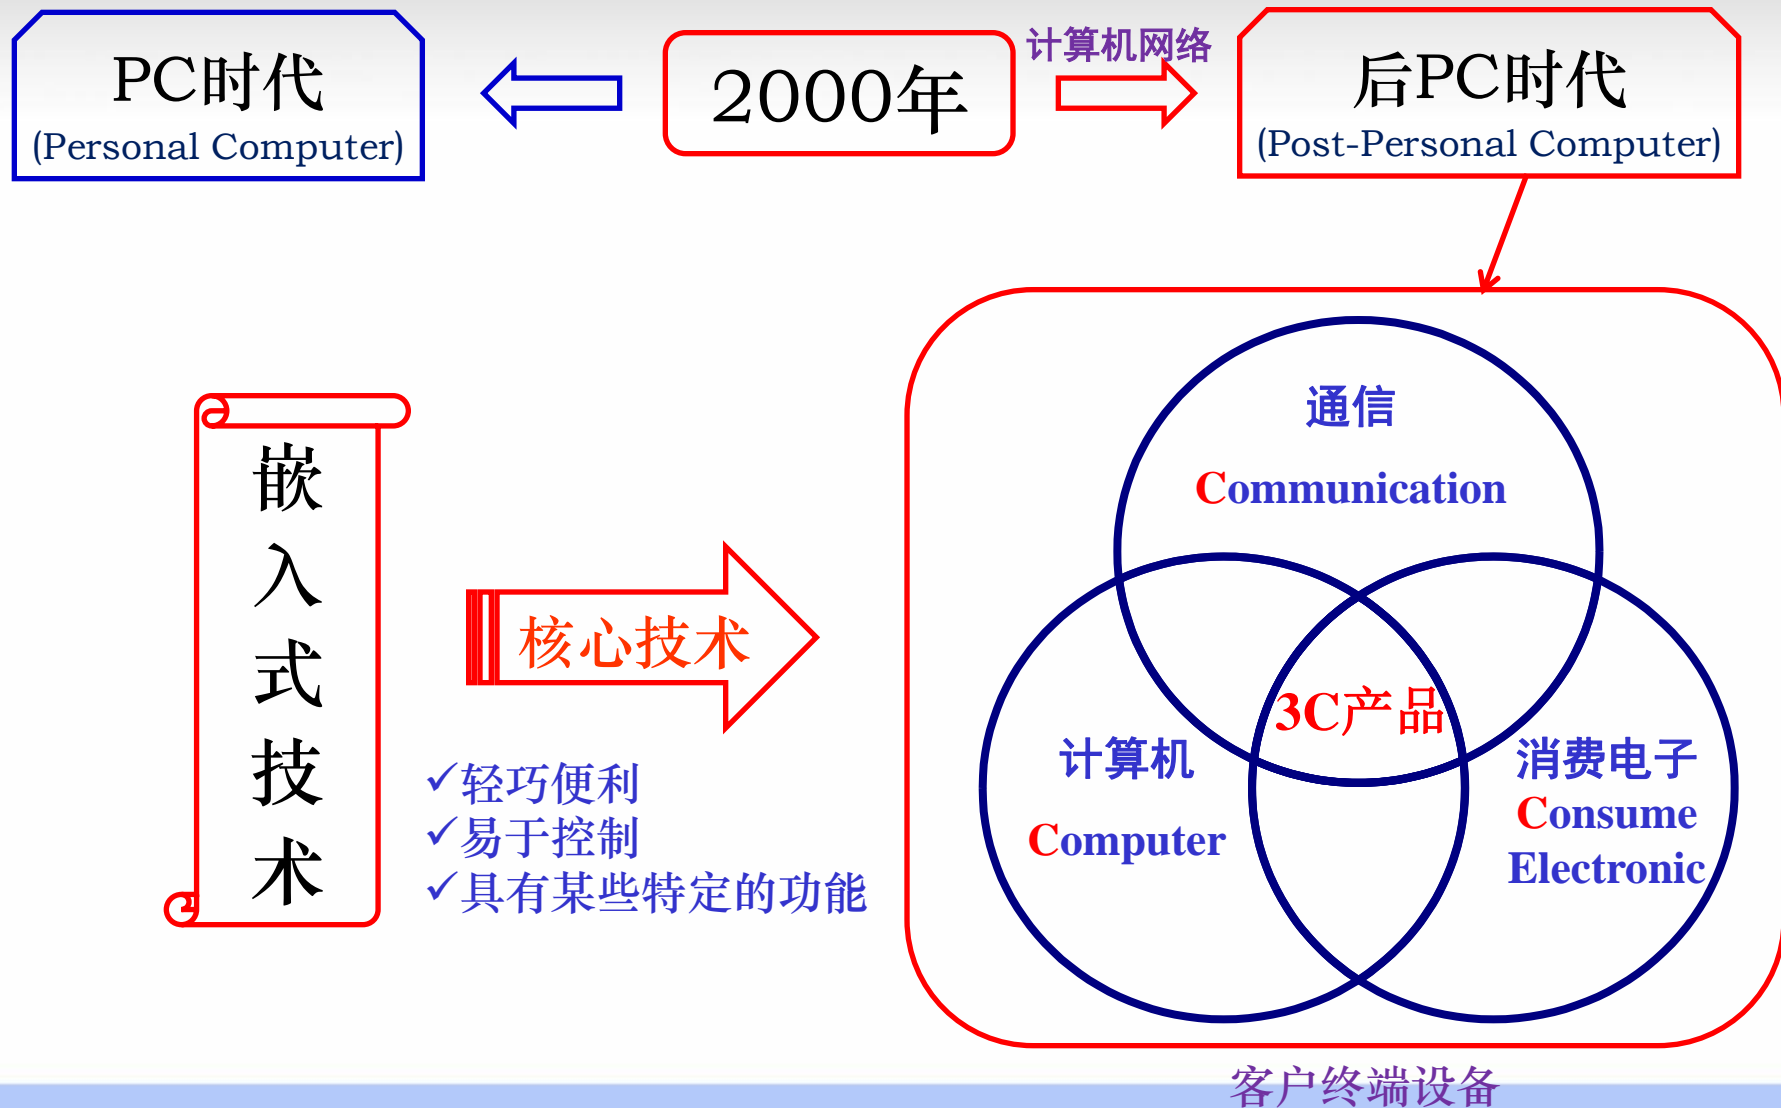 PC时代
(Personal Computer)
2000年
计算机网络
后PC时代
(Post-Personal Computer)
嵌
入
式
技
术
核心技术
✓轻巧便利
✓易于控制
✓具有某些特定的功能
通信
Communication
3C产品
计算机
Computer
消费电子
Consume
Electronic
客户终端设备